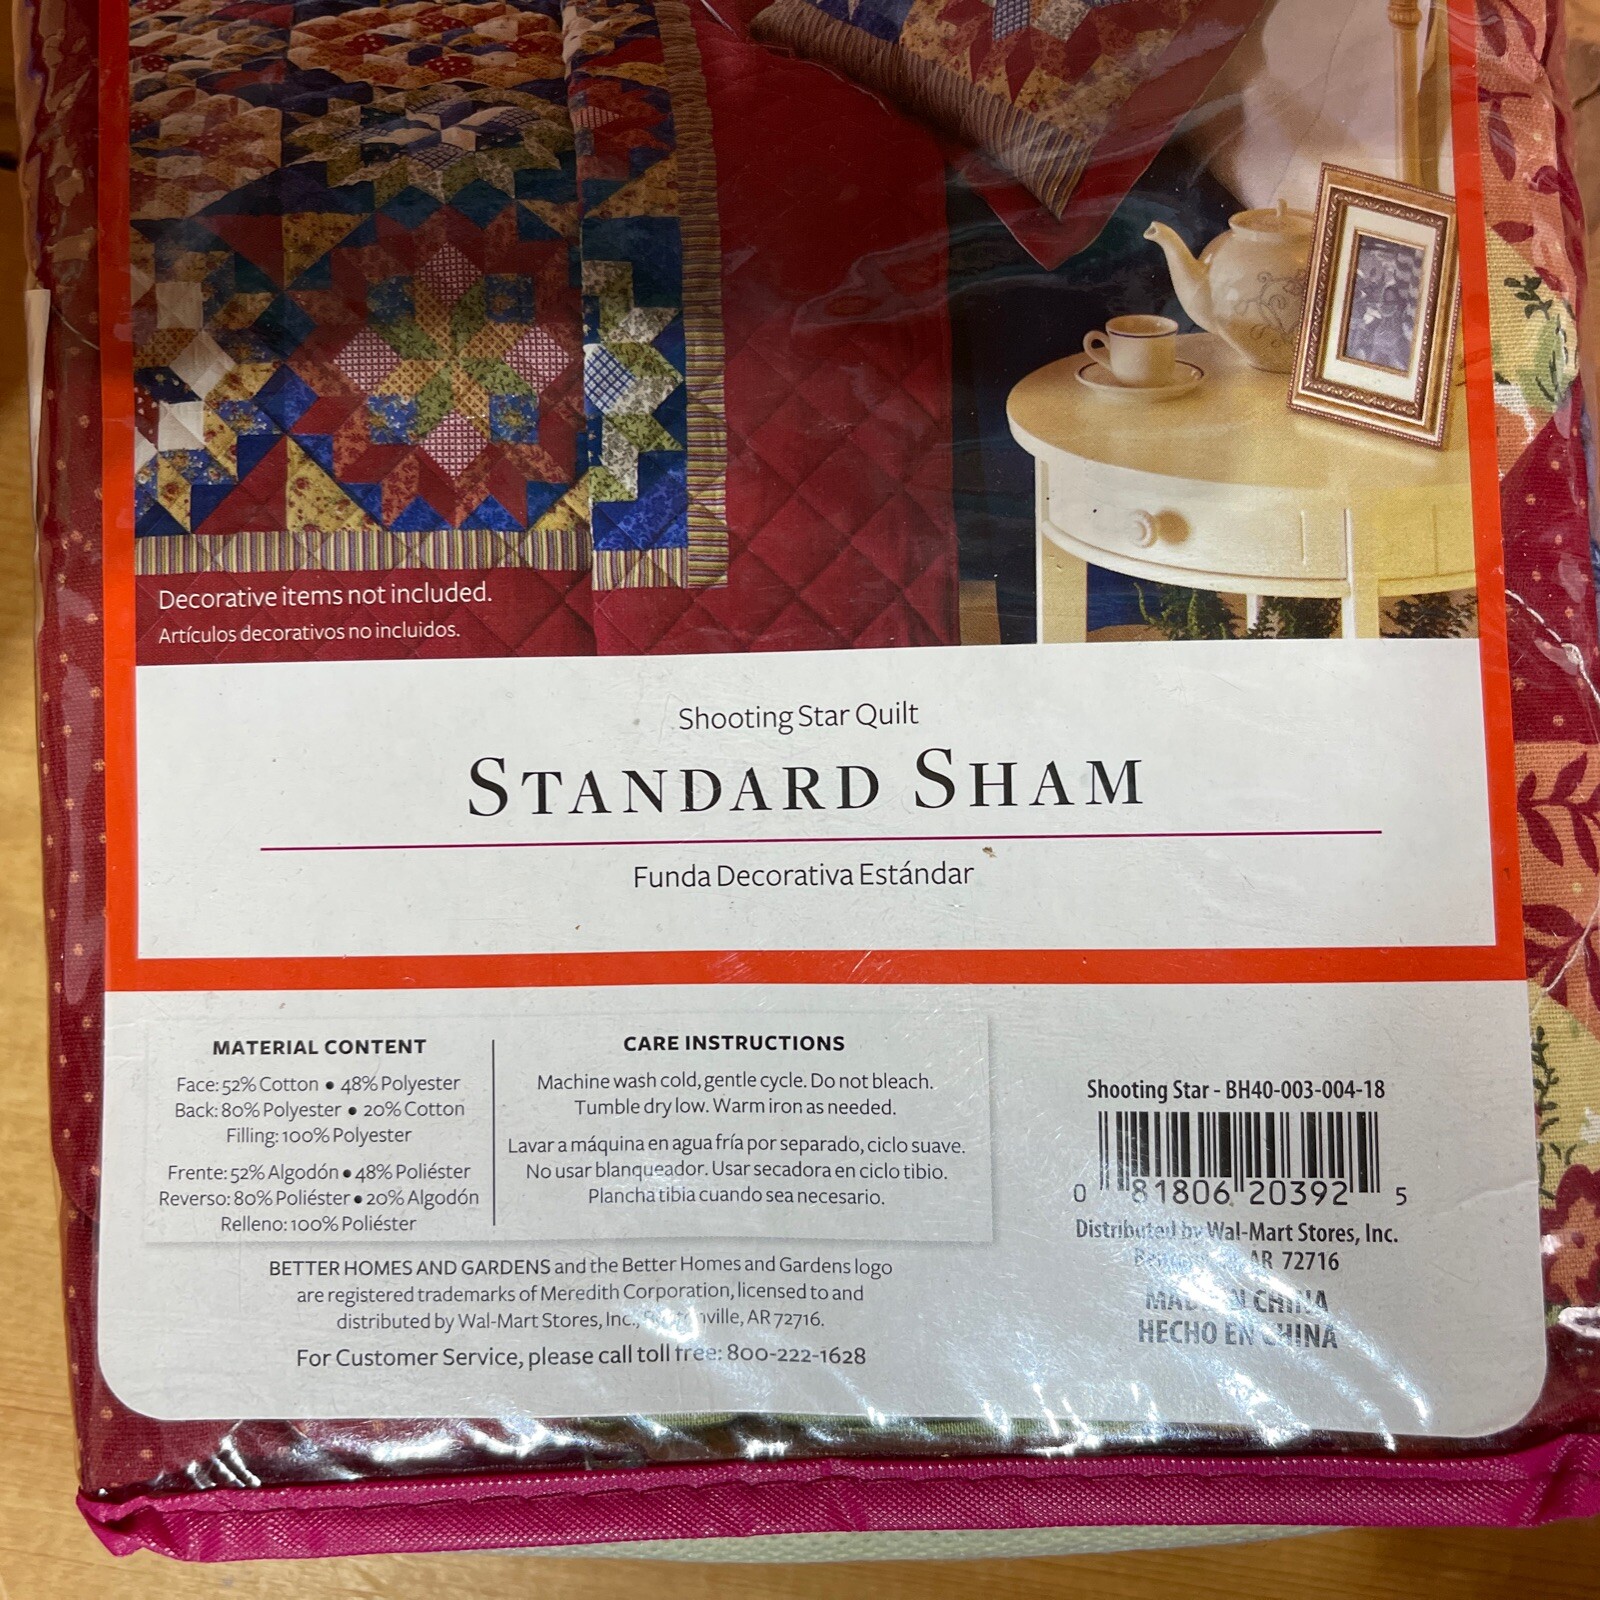 Decorative items not included.
Artículos decorativos no incluidos.
Shooting Star Quilt
STANDARD SHAM
Funda Decorativa Estándar
MATERIAL CONTENT
Face: 52% Cotton • 48% Polyester
Back: 80% Polyester • 20% Cotton
Filling: 100% Polyester
Frente: 52% Algodón • 48% Poliéster
Reverso: 80% Poliéster • 20% Algodón
Relleno: 100% Poliéster
CARE INSTRUCTIONS
Machine wash cold, gentle cycle. Do not bleach.
Tumble dry low. Warm iron as needed.
Lavar a máquina en agua fría por separado, ciclo suave.
No usar blanqueador. Usar secadora en ciclo tibio.
Plancha tibia cuando sea necesario.
BETTER HOMES AND GARDENS and the Better Homes and Gardens logo
are registered trademarks of Meredith Corporation, licensed to and
distributed by Wal-Mart Stores, Inc., Bentonville, AR 72716.
For Customer Service, please call toll free: 800-222-1628
Shooting Star - BH40-003-004-18
0 81806 20392 5
Distributed by Wal-Mart Stores, Inc.
AR 72716
MADE IN CHINA
HECHO EN CHINA